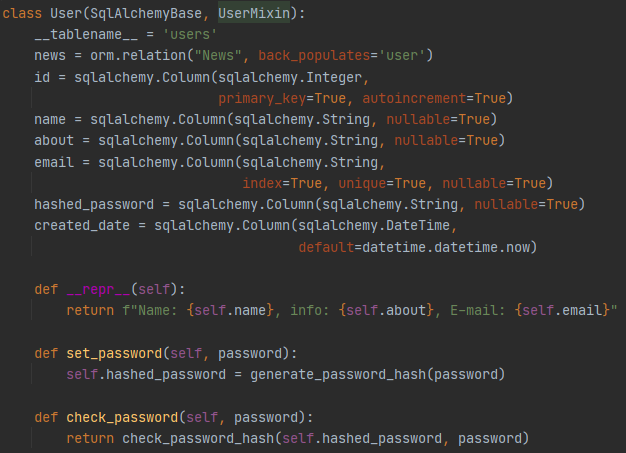 class User(SqlAlchemyBase, UserMixin):
    __tablename__ = 'users'
    news = orm.relation("News", back_populates='user')
    id = sqlalchemy.Column(sqlalchemy.Integer,
                           primary_key=True, autoincrement=True)
    name = sqlalchemy.Column(sqlalchemy.String, nullable=True)
    about = sqlalchemy.Column(sqlalchemy.String, nullable=True)
    email = sqlalchemy.Column(sqlalchemy.String,
                              index=True, unique=True, nullable=True)
    hashed_password = sqlalchemy.Column(sqlalchemy.String, nullable=True)
    created_date = sqlalchemy.Column(sqlalchemy.DateTime,
                                     default=datetime.datetime.now)

    def __repr__(self):
        return f"Name: {self.name}, info: {self.about}, E-mail: {self.email}"

    def set_password(self, password):
        self.hashed_password = generate_password_hash(password)

    def check_password(self, password):
        return check_password_hash(self.hashed_password, password)